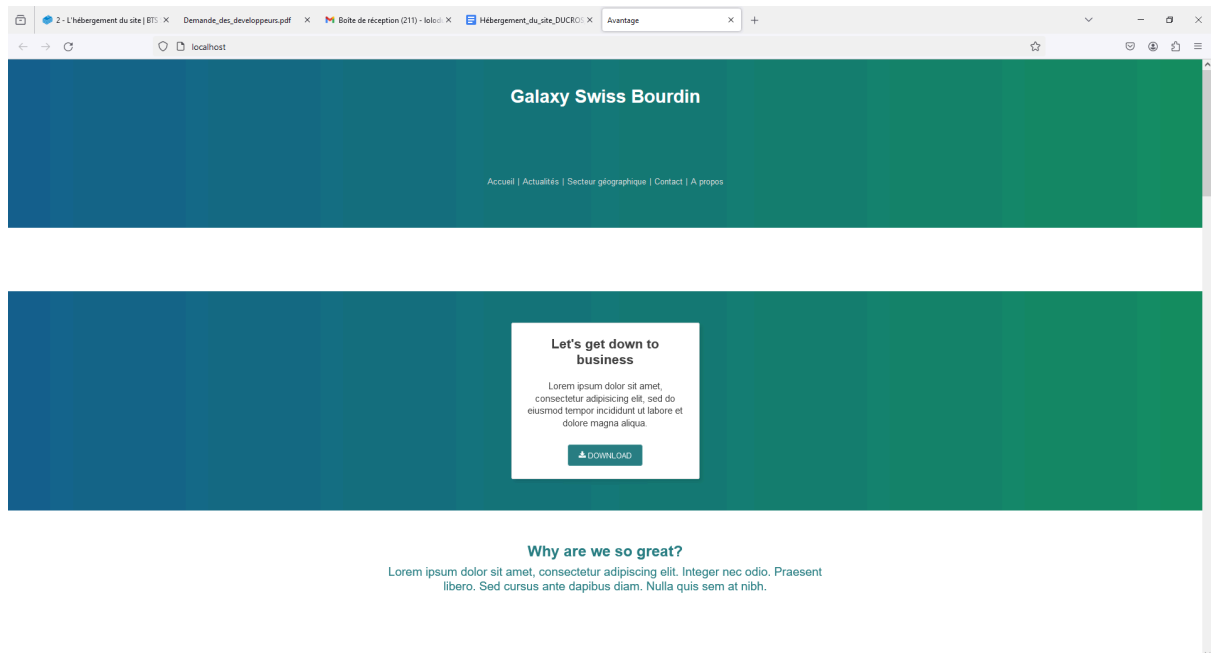 2 - L'hébergement du site | BTS
Demande_des_developpeurs.pdf
Boîte de réception (211) - lolod
Hébergement_du_site_DUCROS
Avantage
localhost
Galaxy Swiss Bourdin
Accueil | Actualités | Secteur géographique | Contact | A propos
Let's get down to
business
Lorem ipsum dolor sit amet,
consectetur adipisicing elit, sed do
eiusmod tempor incididunt ut labore et
dolore magna aliqua.
DOWNLOAD
Why are we so great?
Lorem ipsum dolor sit amet, consectetur adipiscing elit. Integer nec odio. Praesent
libero. Sed cursus ante dapibus diam. Nulla quis sem at nibh.